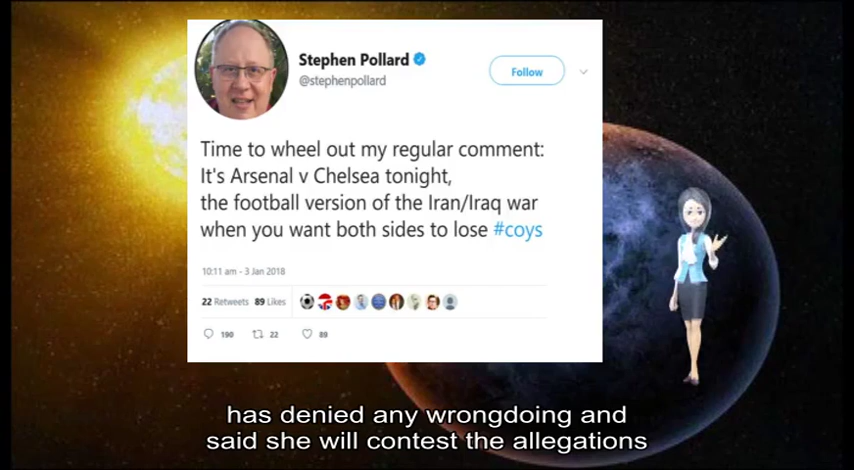 Stephen Pollard
@stephenpollard
Follow
Time to wheel out my regular comment:
It's Arsenal v Chelsea tonight,
the football version of the Iran/Iraq war
when you want both sides to lose #coys
10:11 am - 3 Jan 2018
22 Retweets 89 Likes
190 22 89
has denied any wrongdoing and
said she will contest the allegations